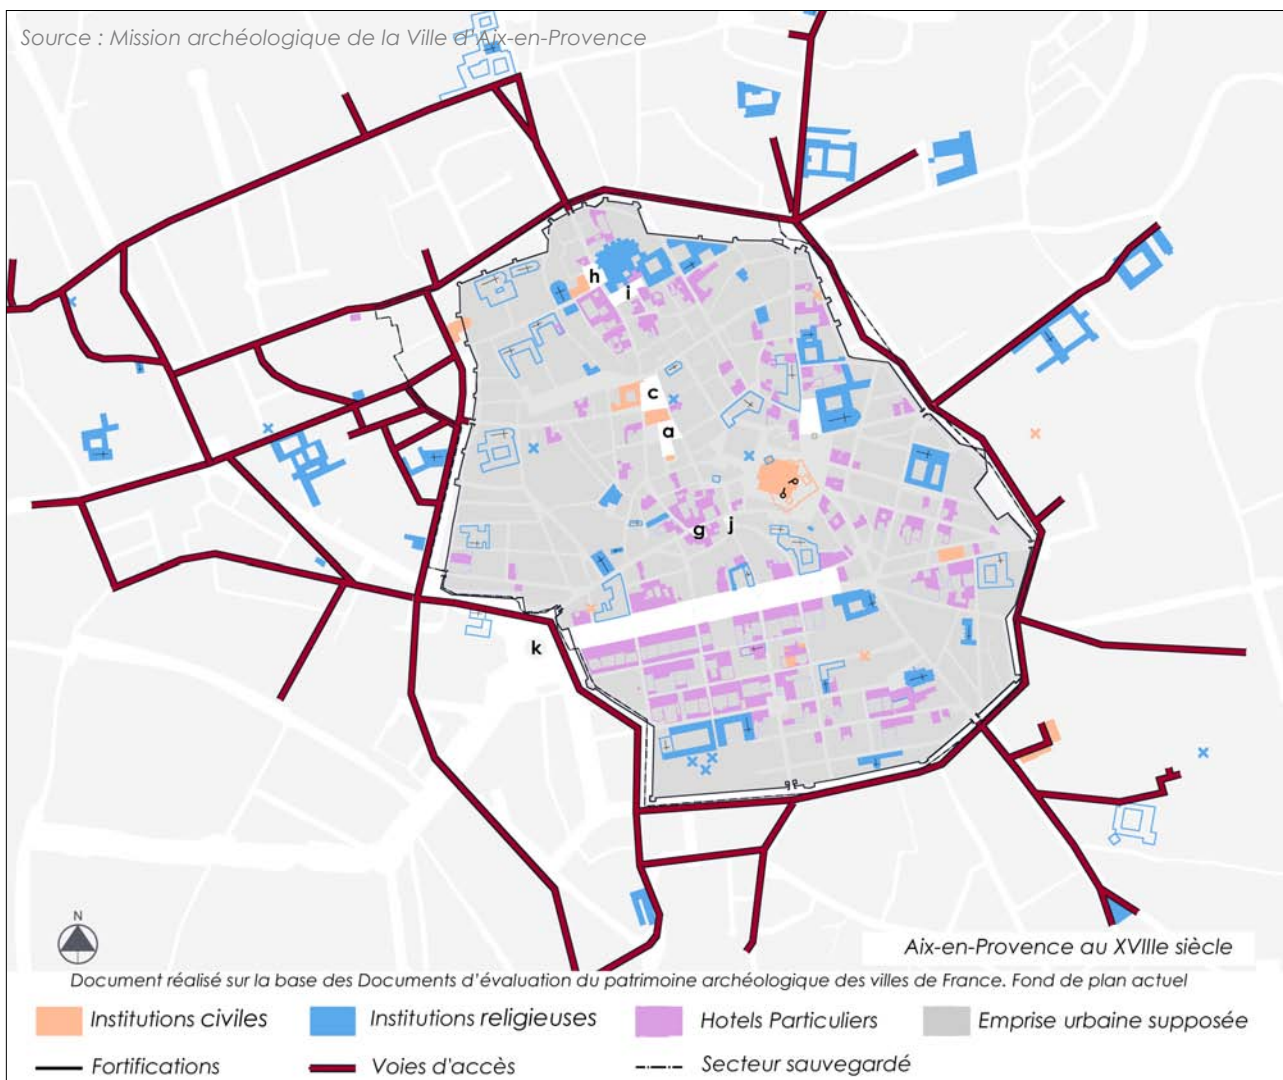 Source : Mission archéologique de la Ville d'Aix-en-Provence
h
i
c
a
g
j
k
N
Aix-en-Provence au XVIIIe siècle
Document réalisé sur la base des Documents d'évaluation du patrimoine archéologique des villes de France. Fond de plan actuel
Institutions civiles
Institutions religieuses
Hotels Particuliers
Emprise urbaine supposée
Fortifications
Voies d'accès
Secteur sauvegardé